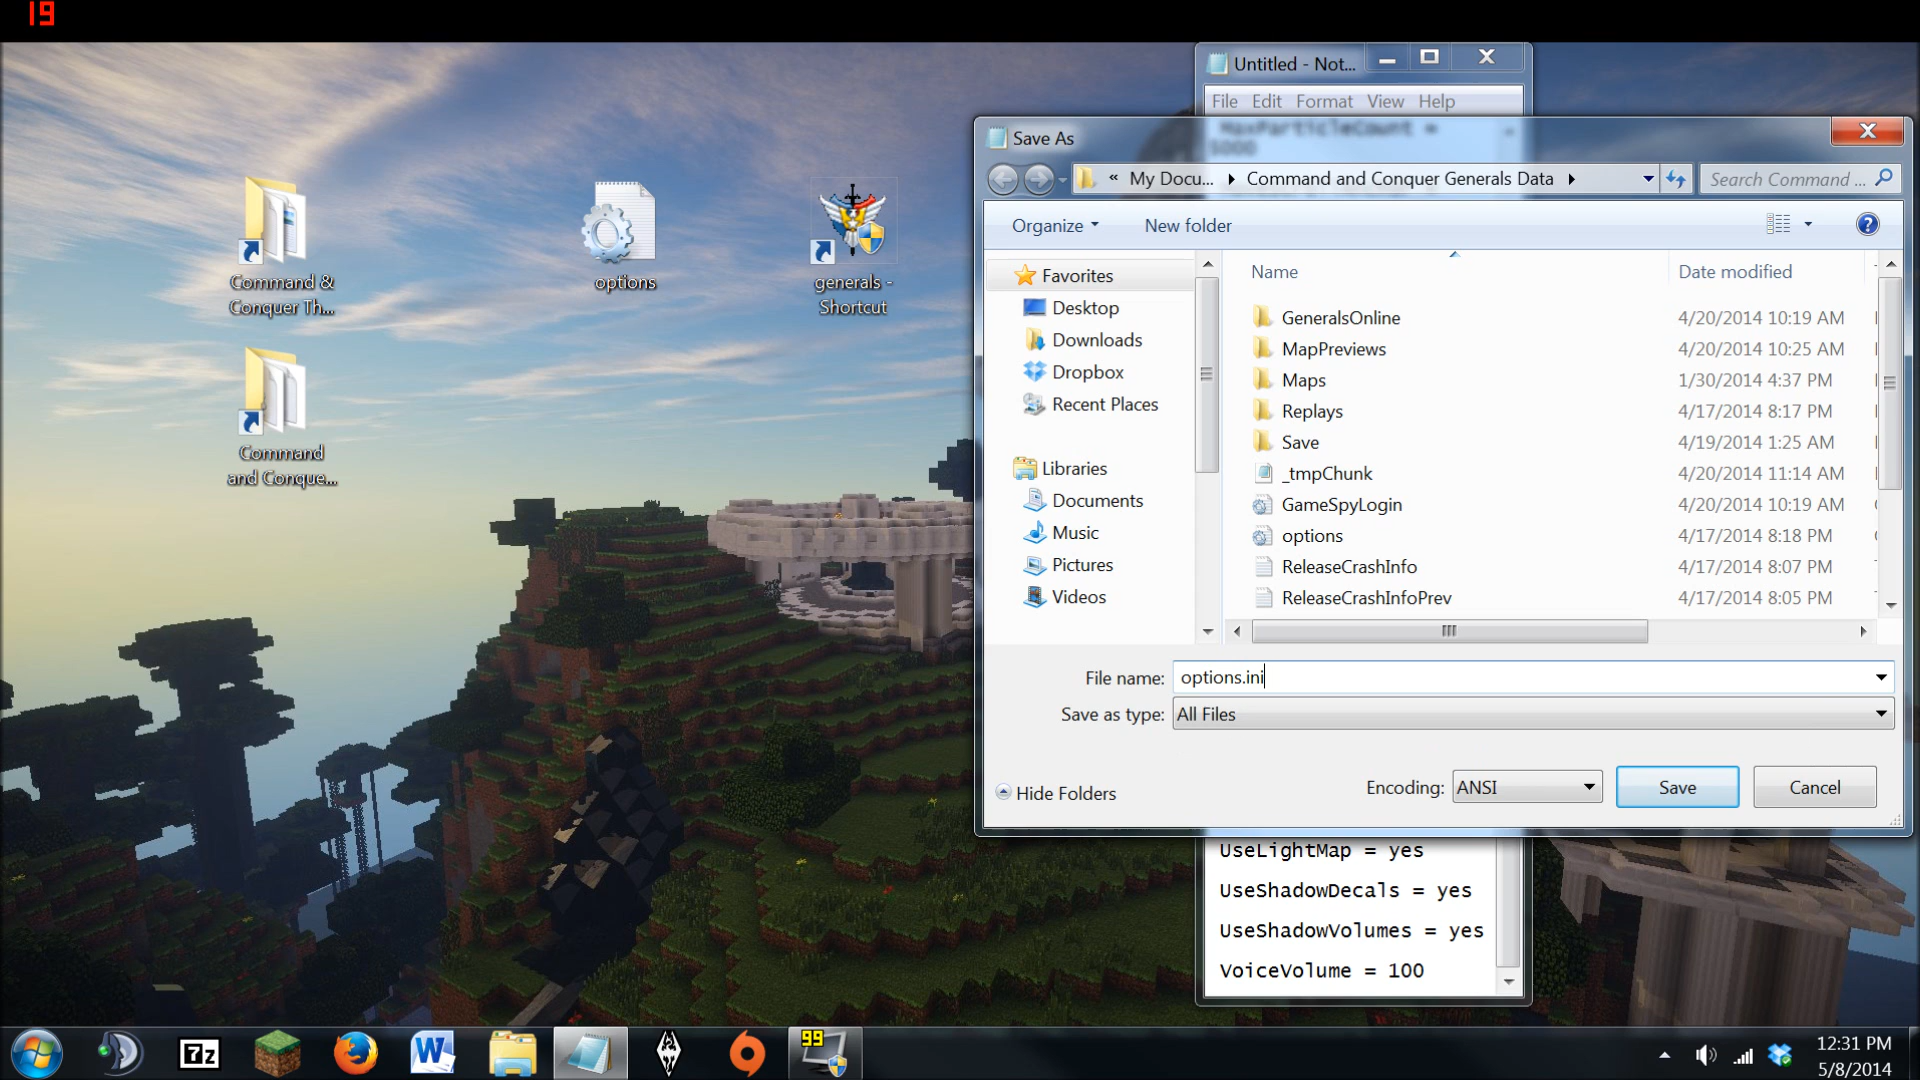 19
Command &
Conquer Th...
options
generals -
Shortcut
Command
and Conque...
Untitled - Not...
File Edit Format View Help
MaxParticleCount =
5000
Save As
« My Docu... Command and Conquer Generals Data
Search Command ...
Organize New folder
Favorites
Desktop
Downloads
Dropbox
Recent Places
Libraries
Documents
Music
Pictures
Videos
Name Date modified
GeneralsOnline 4/20/2014 10:19 AM
MapPreviews 4/20/2014 10:25 AM
Maps 1/30/2014 4:37 PM
Replays 4/17/2014 8:17 PM
Save 4/19/2014 1:25 AM
_tmpChunk 4/20/2014 11:14 AM
GameSpyLogin 4/20/2014 10:19 AM
options 4/17/2014 8:18 PM
ReleaseCrashInfo 4/17/2014 8:07 PM
ReleaseCrashInfoPrev 4/17/2014 8:05 PM
File name: options.ini
Save as type: All Files
Hide Folders
Encoding: ANSI Save Cancel
UseLightMap = yes
UseShadowDecals = yes
UseShadowVolumes = yes
VoiceVolume = 100
7z
W
99
12:31 PM
5/8/2014